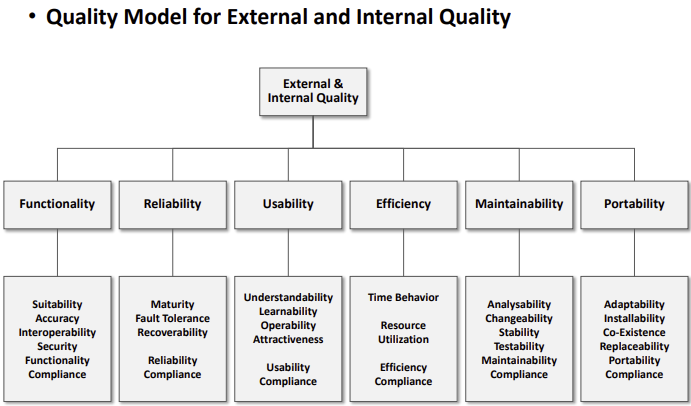 • Quality Model for External and Internal Quality
External &
Internal Quality
Functionality
Reliability
Usability
Efficiency
Maintainability
Portability
Suitability
Accuracy
Interoperability
Security
Functionality
Compliance
Maturity
Fault Tolerance
Recoverability
Reliability
Compliance
Understandability
Learnability
Operability
Attractiveness
Usability
Compliance
Time Behavior
Resource
Utilization
Efficiency
Compliance
Analysability
Changeability
Stability
Testability
Maintainability
Compliance
Adaptability
Installability
Co-Existence
Replaceability
Portability
Compliance